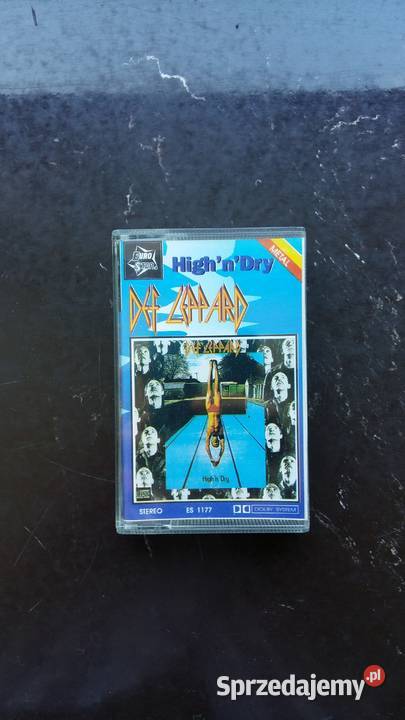 EURO
STAR
High'n'Dry
METAL
DEF LEPPARD
DEF LEPPARD
High 'n' Dry
STEREO ES 1177 DOLBY SYSTEM
Sprzedajemy.pl